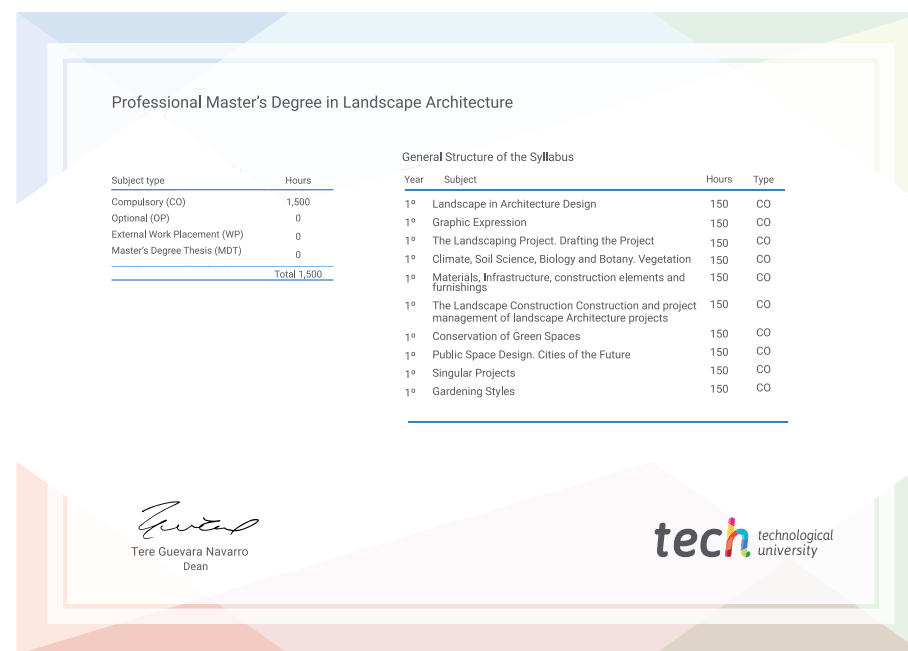 Professional Master's Degree in Landscape Architecture
Subject type Hours
Compulsory (CO) 1,500
Optional (OP) 0
External Work Placement (WP) 0
Master's Degree Thesis (MDT) 0
Total 1,500
General Structure of the Syllabus
Year Subject Hours Type
1º Landscape in Architecture Design 150 CO
1º Graphic Expression 150 CO
1º The Landscaping Project. Drafting the Project 150 CO
1º Climate, Soil Science, Biology and Botany. Vegetation 150 CO
1º Materials, Infrastructure, construction elements and 150 CO
furnishings
1º The Landscape Construction Construction and project 150 CO
management of landscape Architecture projects
1º Conservation of Green Spaces 150 CO
1º Public Space Design. Cities of the Future 150 CO
1º Singular Projects 150 CO
1º Gardening Styles 150 CO
Tere Guevara Navarro
Dean
tech technological
university